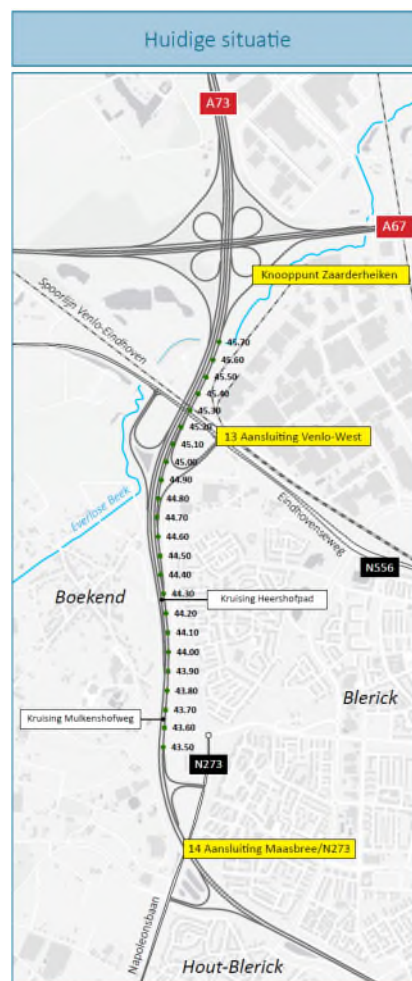 Huidige situatie
A73
A67
Knooppunt Zaarderheiken
Spoorlijn Venlo-Eindhoven
45.70
45.60
45.50
45.40
45.30
45.20
13 Aansluiting Venlo-West
45.10
45.00
44.90
44.80
44.70
Eindhovenseweg
44.60
Everlose Beek
44.50
N556
44.40
Boekend
44.30
Kruising Heershofpad
44.20
44.10
44.00
43.90
43.80
Blerick
43.70
Kruising Mulkenshofweg
43.60
43.50
N273
14 Aansluiting Maasbree/N273
Napoleonsbaan
Hout-Blerick